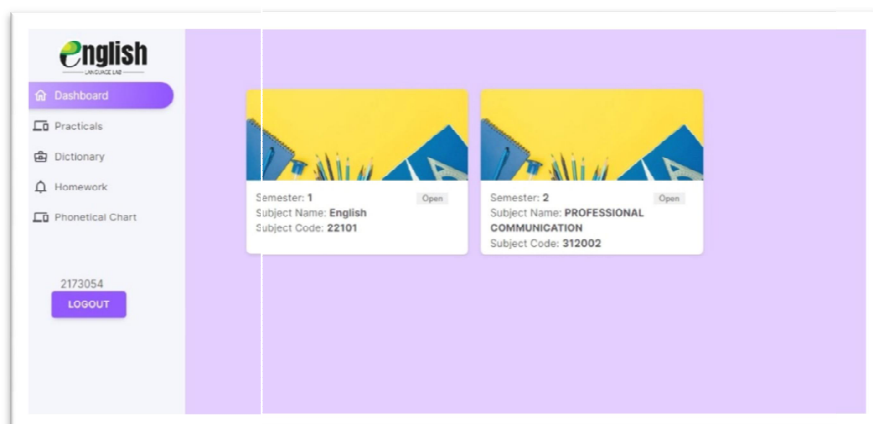 english
LANGUAGE LAB
Dashboard
Practicals
Dictionary
Homework
Phonetical Chart
2173054
LOGOUT
Semester: 1
Open
Subject Name: English
Subject Code: 22101
Semester: 2
Open
Subject Name: PROFESSIONAL
COMMUNICATION
Subject Code: 312002